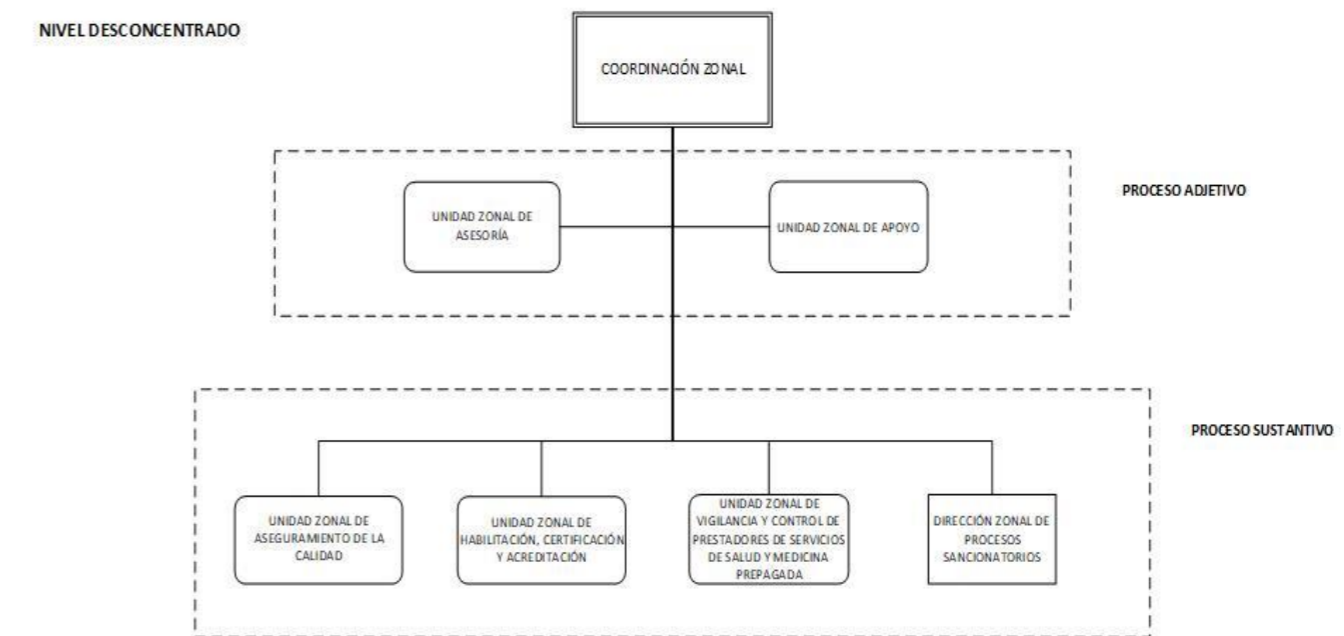 NIVEL DESCONCENTRADO
COORDINACIÓN ZONAL
PROCESO ADJETIVO
UNIDAD ZONAL DE
ASESORÍA
UNIDAD ZONAL DE APOYO
PROCESO SUSTANTIVO
UNIDAD ZONAL DE
ASEGURAMIENTO DE LA
CALIDAD
UNIDAD ZONAL DE
HABILITACIÓN, CERTIFICACIÓN
Y ACREDITACIÓN
UNIDAD ZONAL DE
VIGILANCIA Y CONTROL DE
PRESTADORES DE SERVICIOS
DE SALUD Y MEDICINA
PREPAGADA
DIRECCIÓN ZONAL DE
PROCESOS
SANCIONATORIOS